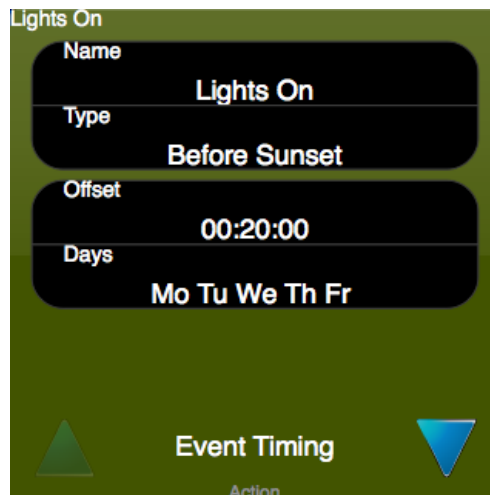 Lights On
Name
Lights On
Type
Before Sunset
Offset
00:20:00
Days
Mo Tu We Th Fr
Event Timing
Action